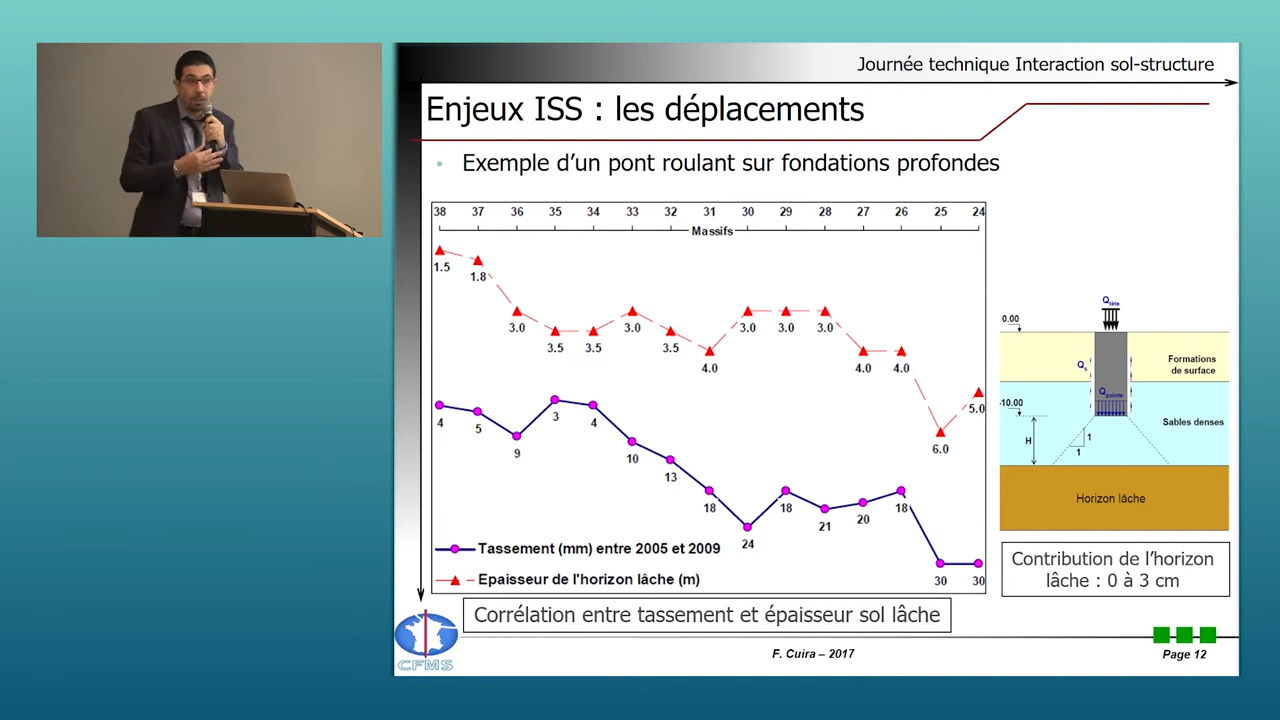 Journée technique Interaction sol-structure
Enjeux ISS : les déplacements
• Exemple d'un pont roulant sur fondations profondes
38 37 36 35 34 33 32 31 30 29 28 27 26 25 24
Massifs
1.5 1.8 3.0 3.5 3.5 3.0 3.5 4.0 3.0 3.0 3.0 4.0 4.0 6.0 5.0
4 5 9 3 4 10 13 18 24 18 21 20 18 30 30
Tassement (mm) entre 2005 et 2009
Epaisseur de l'horizon lâche (m)
Corrélation entre tassement et épaisseur sol lâche
Qtête
0.00
Formations
de surface
Qs
Qpointe
-10.00
Sables denses
H
1
1
Horizon lâche
Contribution de l'horizon
lâche : 0 à 3 cm
CFMS
F. Cuira – 2017
Page 12